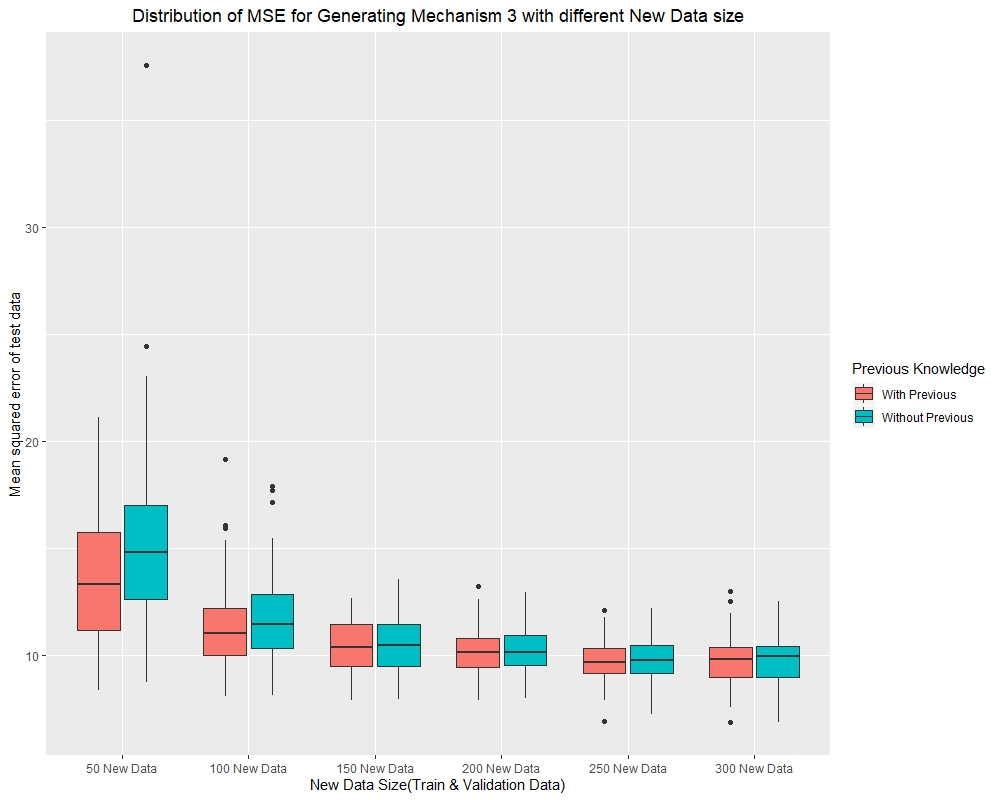 Distribution of MSE for Generating Mechanism 3 with different New Data size
Mean squared error of test data
30
20
10
50 New Data
100 New Data
150 New Data
200 New Data
250 New Data
300 New Data
New Data Size(Train & Validation Data)
Previous Knowledge
With Previous
Without Previous